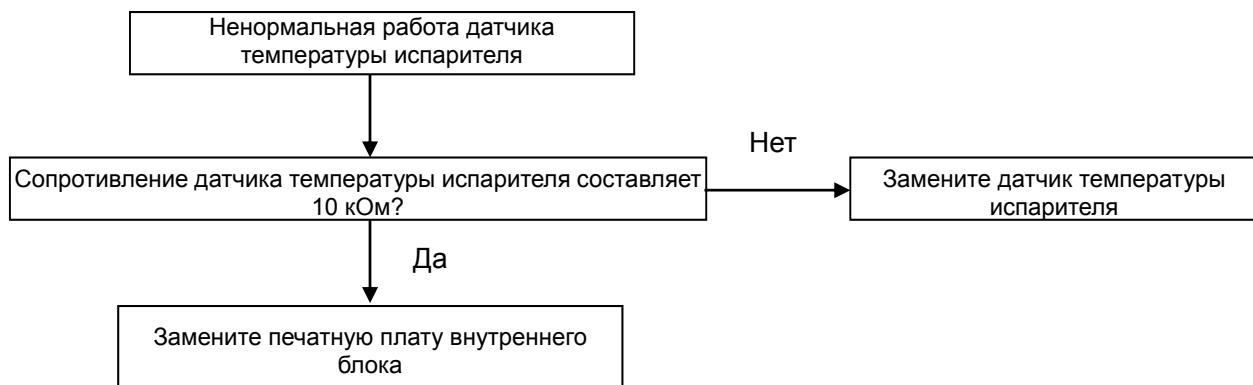 Ненормальная работа датчика
температуры испарителя
Нет
Сопротивление датчика температуры испарителя составляет
10 кОм?
Замените датчик температуры
испарителя
Да
Замените печатную плату внутреннего
блока